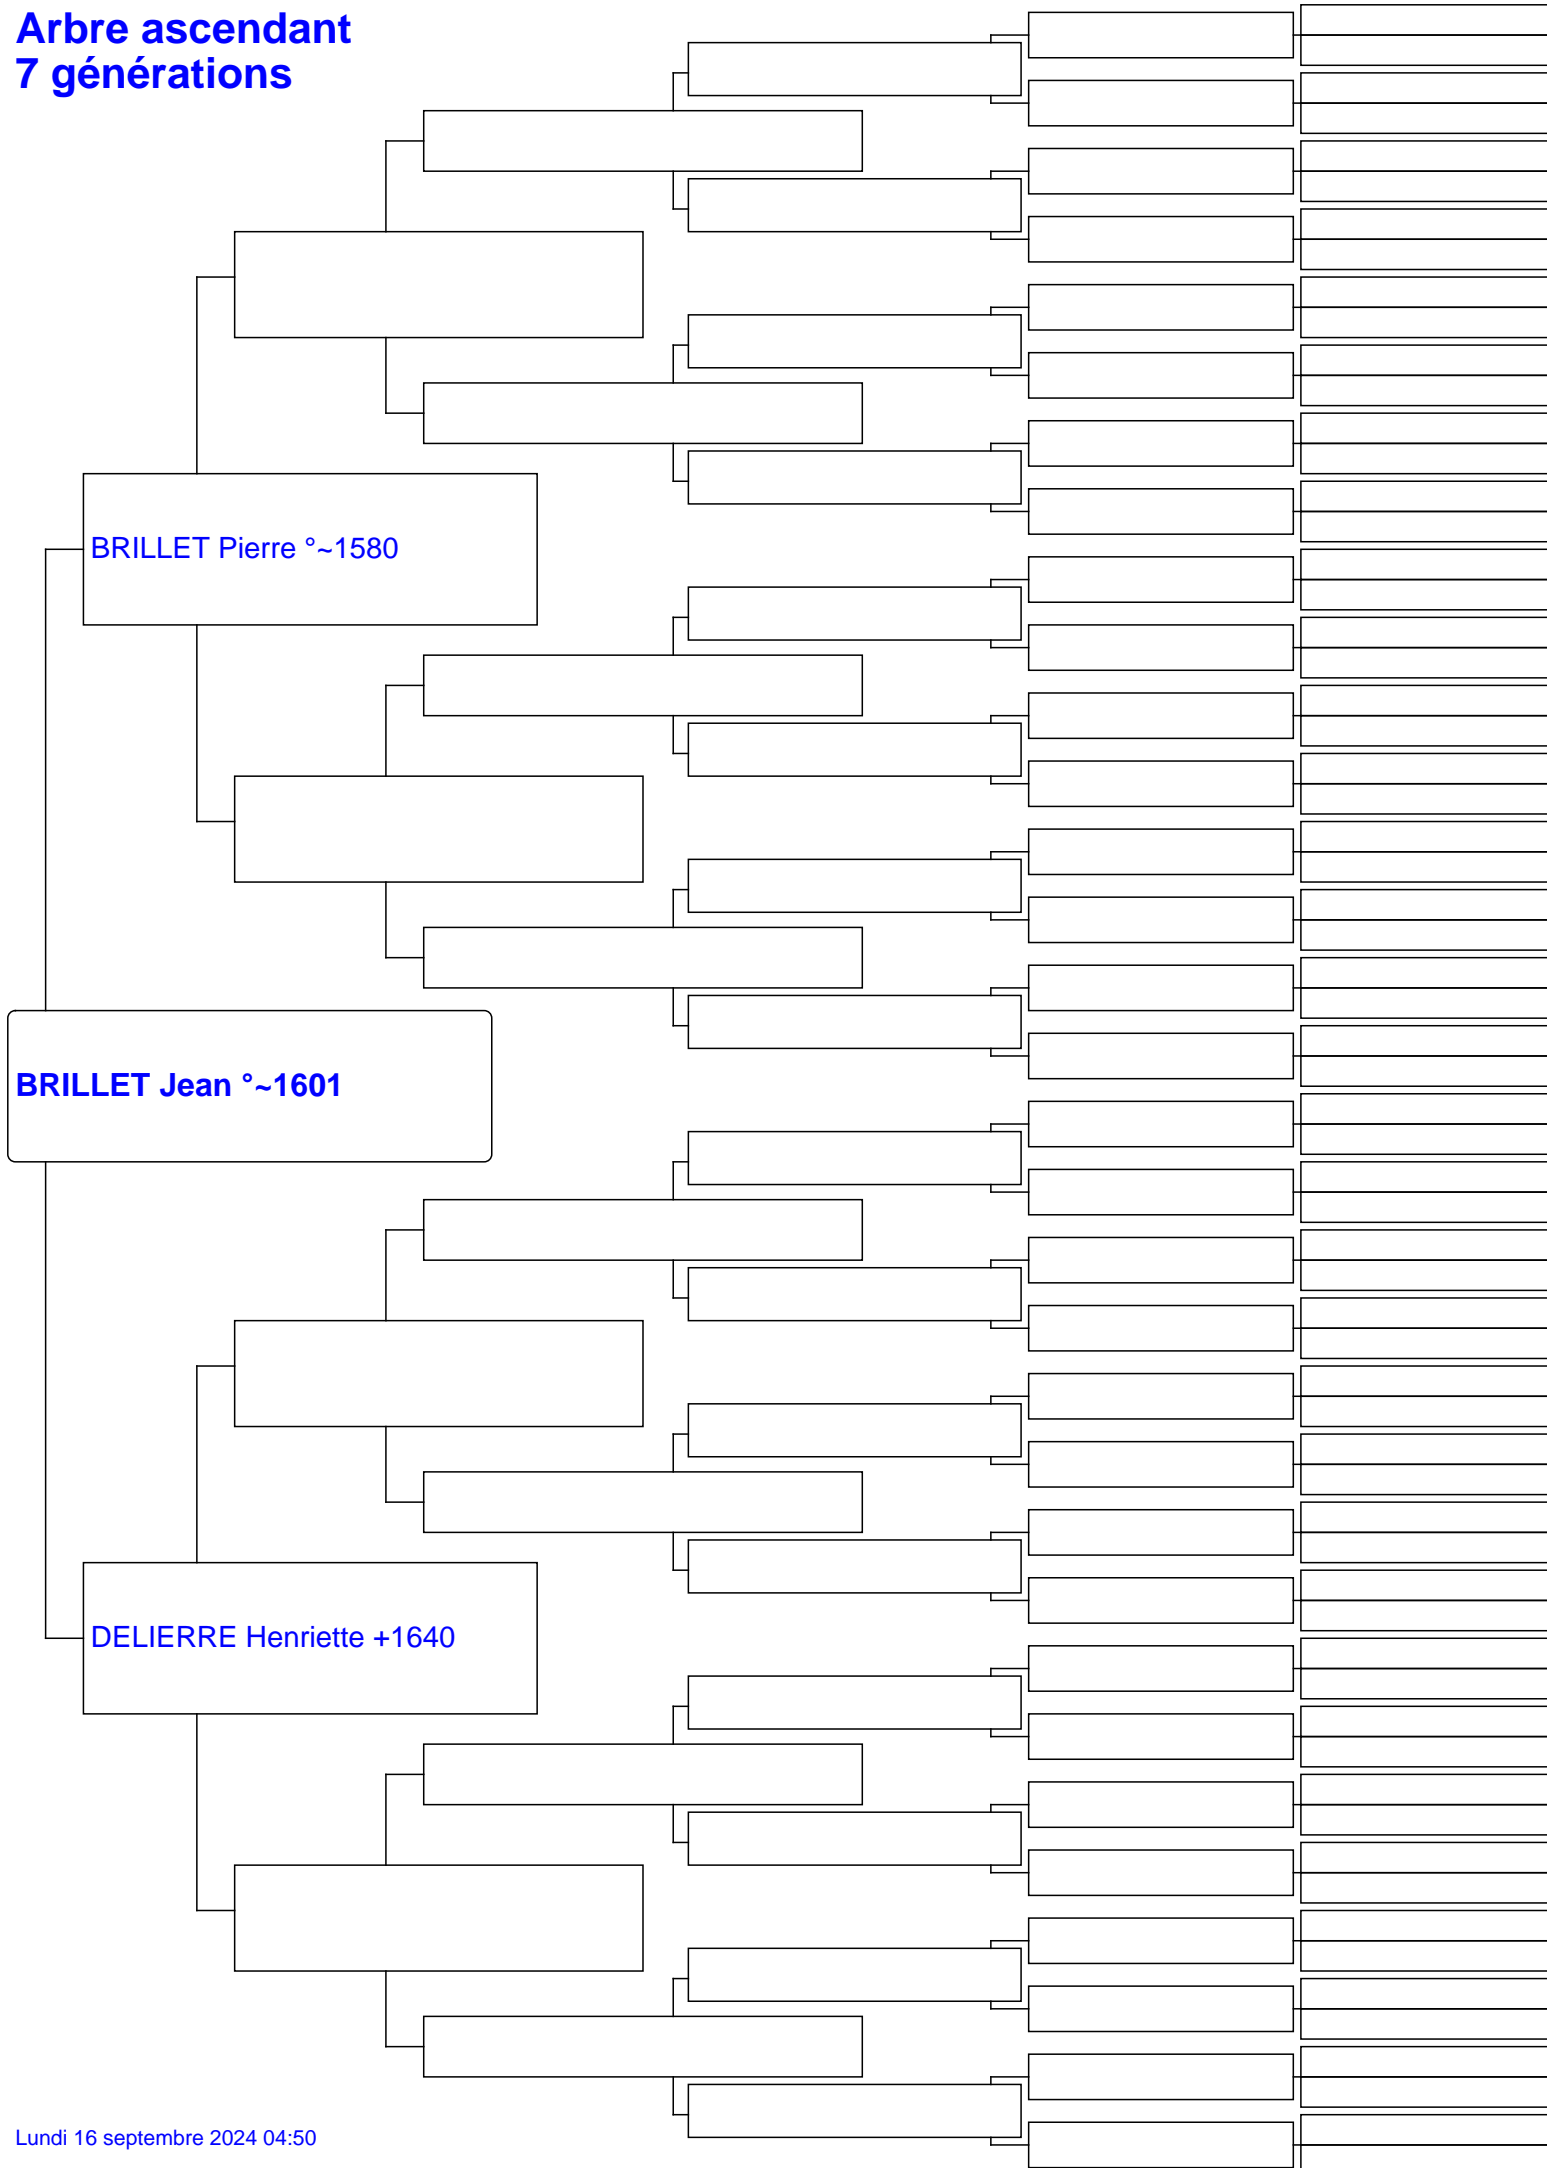 Arbre ascendant
7 générations
BRILLET Pierre °~1580
BRILLET Jean °~1601
DELIERRE Henriette +1640
Lundi 16 septembre 2024 04:50